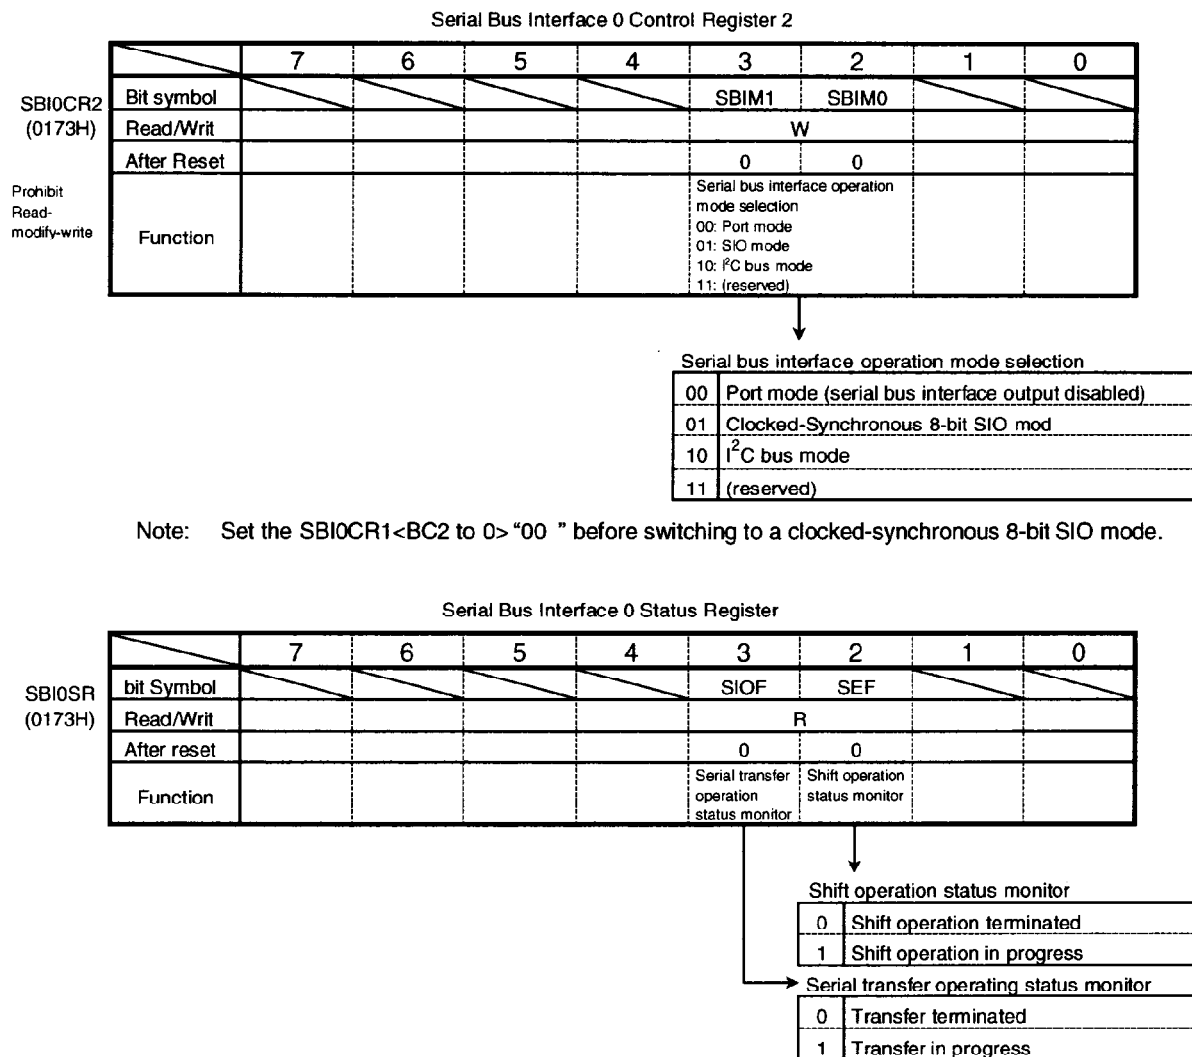 Serial Bus Interface 0 Control Register 2
7 6 5 4 3 2 1 0
SBI0CR2
(0173H)
Prohibit
Read-
modify-write
Bit symbol SBIM1 SBIM0
Read/Writ W
After Reset 0 0
Function
Serial bus interface operation
mode selection
00: Port mode
01: SIO mode
10: I²C bus mode
11: (reserved)
Serial bus interface operation mode selection
00 Port mode (serial bus interface output disabled)
01 Clocked-Synchronous 8-bit SIO mod
10 I²C bus mode
11 (reserved)
Note: Set the SBI0CR1<BC2 to 0> “00 ” before switching to a clocked-synchronous 8-bit SIO mode.
Serial Bus Interface 0 Status Register
7 6 5 4 3 2 1 0
SBI0SR
(0173H)
bit Symbol SIOF SEF
Read/Writ R
After reset 0 0
Function
Serial transfer
operation
status monitor
Shift operation
status monitor
Shift operation status monitor
0 Shift operation terminated
1 Shift operation in progress
Serial transfer operating status monitor
0 Transfer terminated
1 Transfer in progress